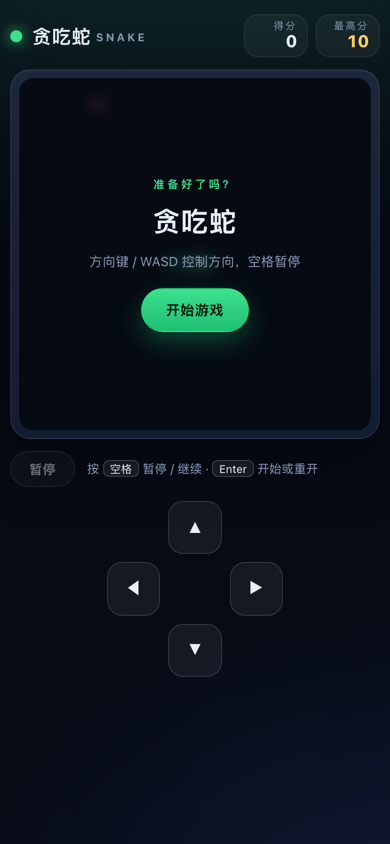 贪吃蛇 SNAKE
得分
0
最高分
10
准备好了吗?
贪吃蛇
方向键 / WASD 控制方向，空格暂停
开始游戏
暂停
按 空格 暂停 / 继续 · Enter 开始或重开
▲
◀ ▶
▼